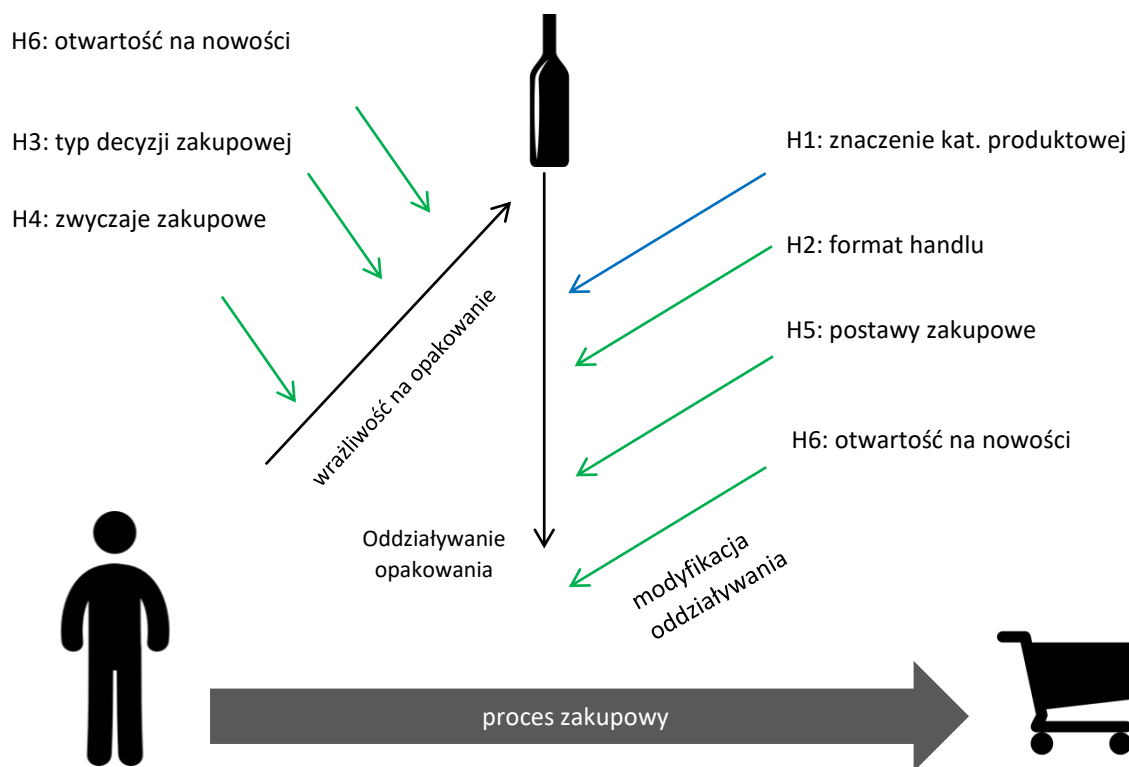 H6: otwartość na nowości
H3: typ decyzji zakupowej
H4: zwyczaje zakupowe
H1: znaczenie kat. produktowej
H2: format handlu
H5: postawy zakupowe
H6: otwartość na nowości
wrażliwość na opakowanie
Oddziaływanie
opakowania
modyfikacja
oddziaływania
proces zakupowy